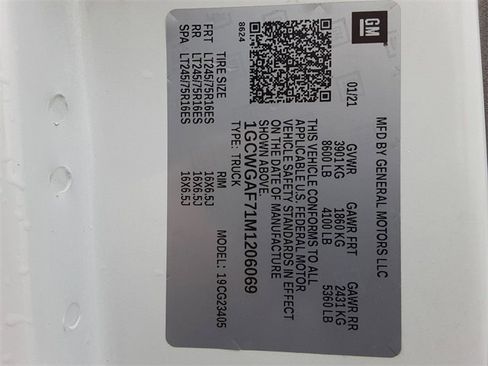 GM
MFD BY GENERAL MOTORS LLC
01/21
GVWR GAWR FRT GAWR RR
3901 KG 1860 KG 2431 KG
8600 LB 4100 LB 5360 LB
THIS VEHICLE CONFORMS TO ALL
APPLICABLE U.S. FEDERAL MOTOR
VEHICLE SAFETY STANDARDS IN EFFECT
ON THE DATE OF MANUFACTURE
SHOWN ABOVE.
1GCWGAF71M1206069
TYPE: TRUCK MODEL: 19CG23405
8624
TIRE SIZE RIM
FRT LT245/75R16ES 16X6.5J
RR LT245/75R16ES 16X6.5J
SPA LT245/75R16ES 16X6.5J